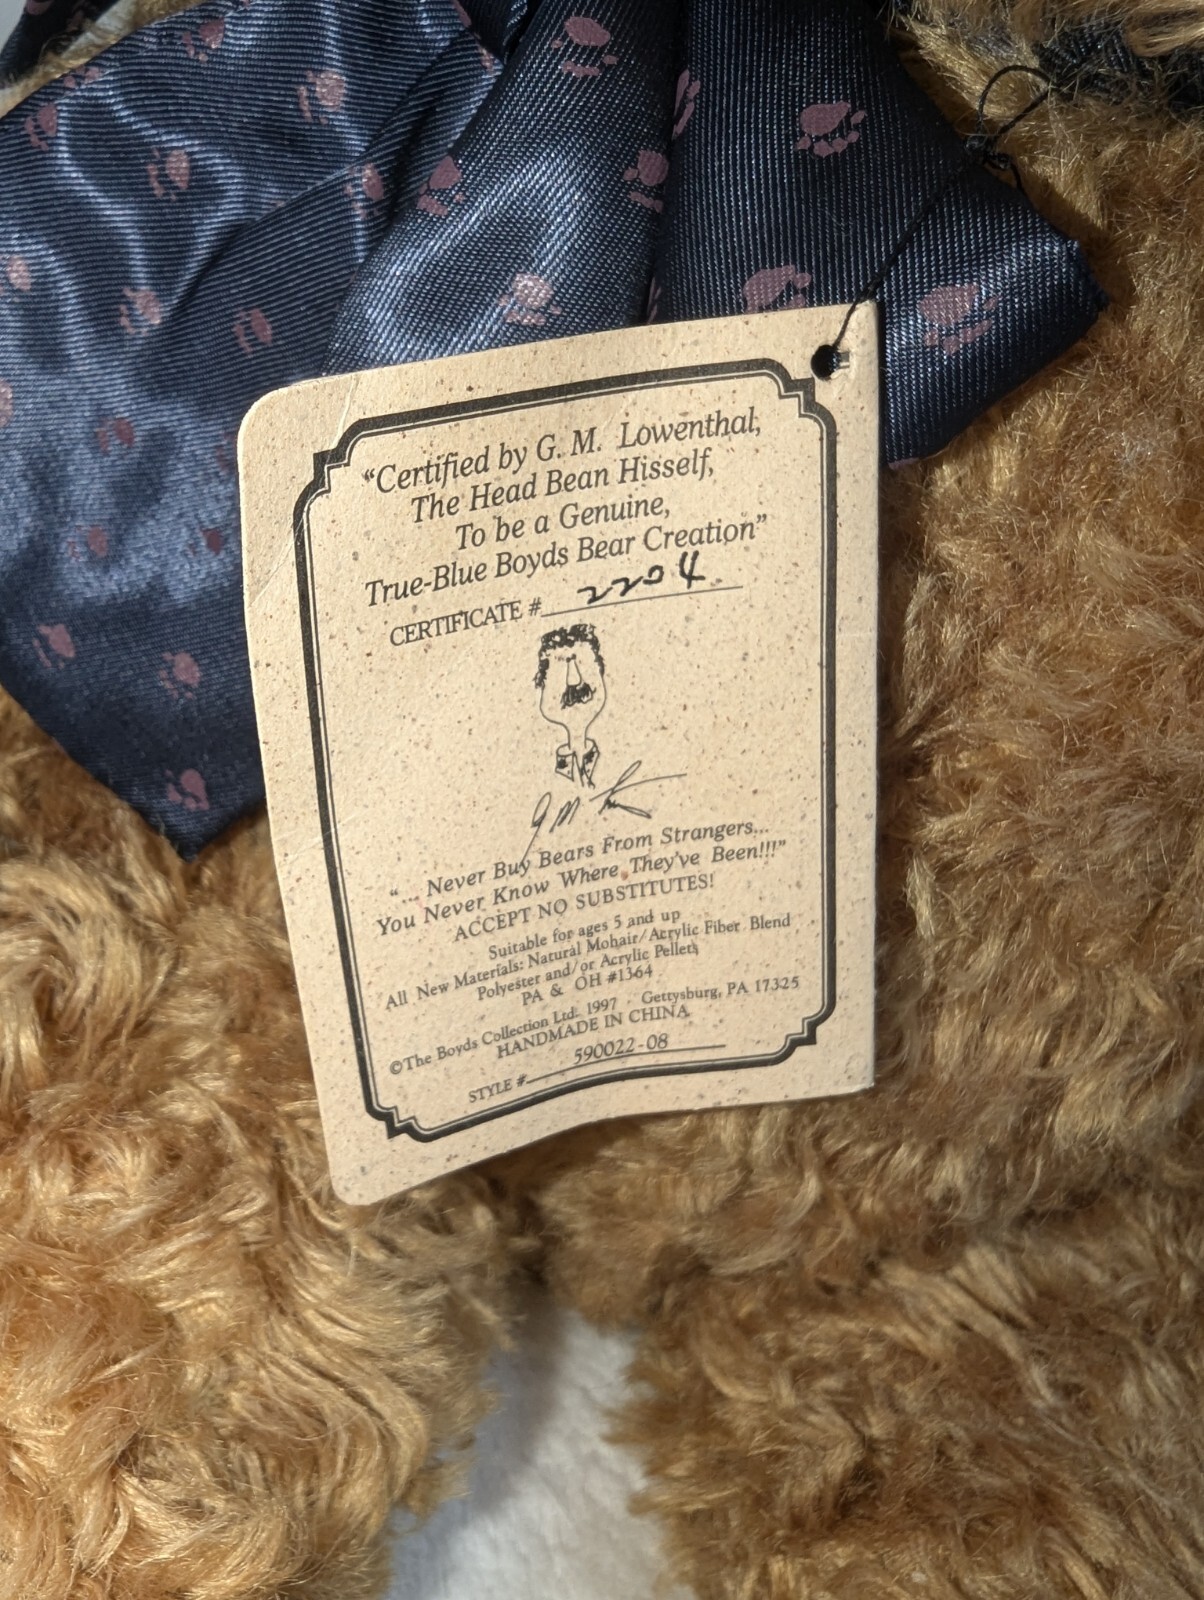 "Certified by G. M. Lowenthal,
The Head Bean Hisself,
To be a Genuine,
True-Blue Boyds Bear Creation"
CERTIFICATE # 2204
"... Never Buy Bears From Strangers...
You Never Know Where They've Been!!!"
ACCEPT NO SUBSTITUTES!
Suitable for ages 5 and up
All New Materials: Natural Mohair/Acrylic Fiber Blend
Polyester and/or Acrylic Pellets
PA & OH #1364
©The Boyds Collection Ltd. 1997 Gettysburg, PA 17325
HANDMADE IN CHINA
STYLE # 590022-08